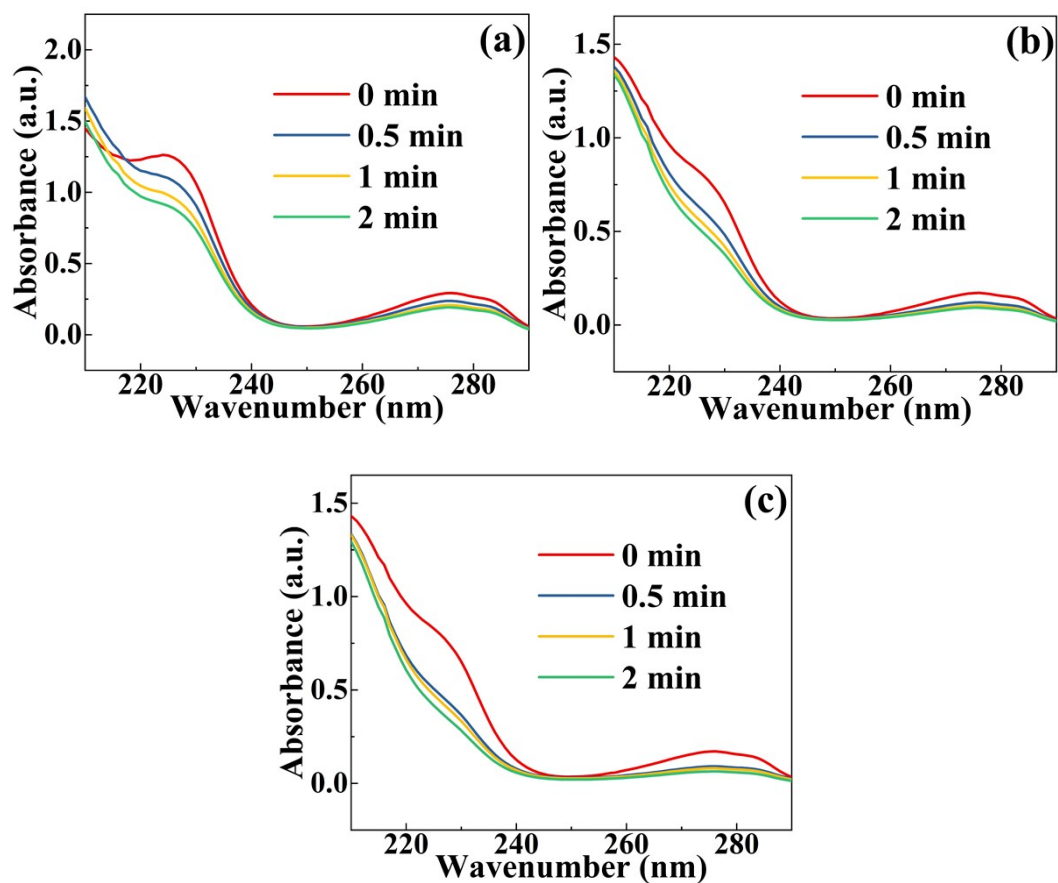 (a)
Absorbance (a.u.)
2.0
1.5
1.0
0.5
0.0
0 min
0.5 min
1 min
2 min
220 240 260 280
Wavenumber (nm)
(b)
Absorbance (a.u.)
1.5
1.0
0.5
0.0
0 min
0.5 min
1 min
2 min
220 240 260 280
Wavenumber (nm)
(c)
Absorbance (a.u.)
1.5
1.0
0.5
0.0
0 min
0.5 min
1 min
2 min
220 240 260 280
Wavenumber (nm)